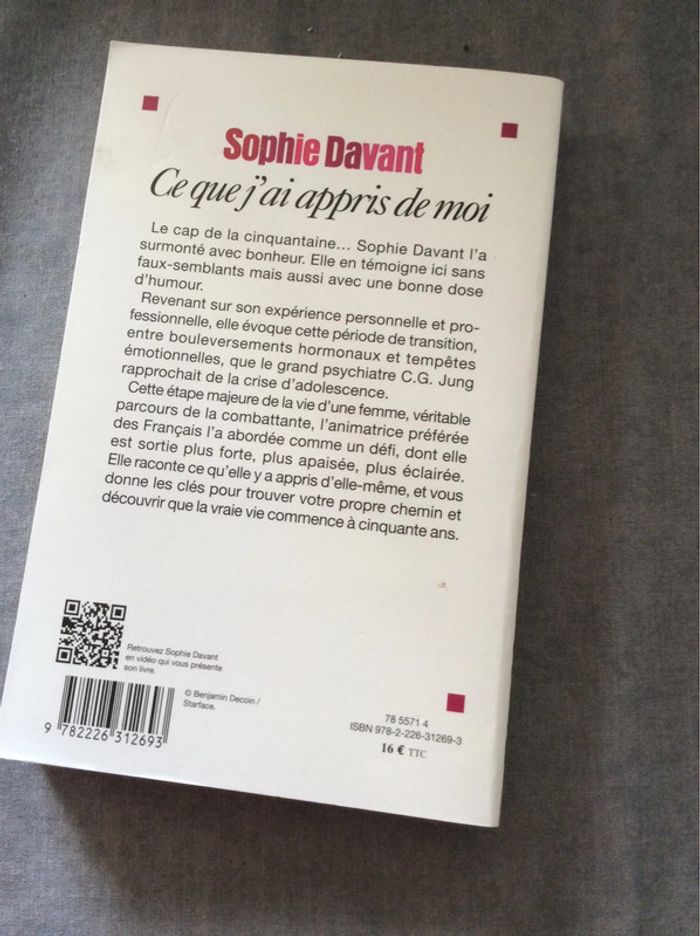 Sophie Davant
Ce que j'ai appris de moi
Le cap de la cinquantaine... Sophie Davant l'a
surmonté avec bonheur. Elle en témoigne ici sans
faux-semblants mais aussi avec une bonne dose
d'humour.
Revenant sur son expérience personnelle et pro-
fessionnelle, elle évoque cette période de transition,
entre bouleversements hormonaux et tempêtes
émotionnelles, que le grand psychiatre C.G. Jung
rapprochait de la crise d'adolescence.
Cette étape majeure de la vie d'une femme, véritable
parcours de la combattante, l'animatrice préférée
des Français l'a abordée comme un défi, dont elle
est sortie plus forte, plus apaisée, plus éclairée.
Elle raconte ce qu'elle y a appris d'elle-même, et vous
donne les clés pour trouver votre propre chemin et
découvrir que la vraie vie commence à cinquante ans.
Retrouvez Sophie Davant
en vidéo qui vous présente
son livre.
© Benjamin Decoin /
Starface.
9 782226 312693
78 5571 4
ISBN 978-2-226-31269-3
16 € TTC